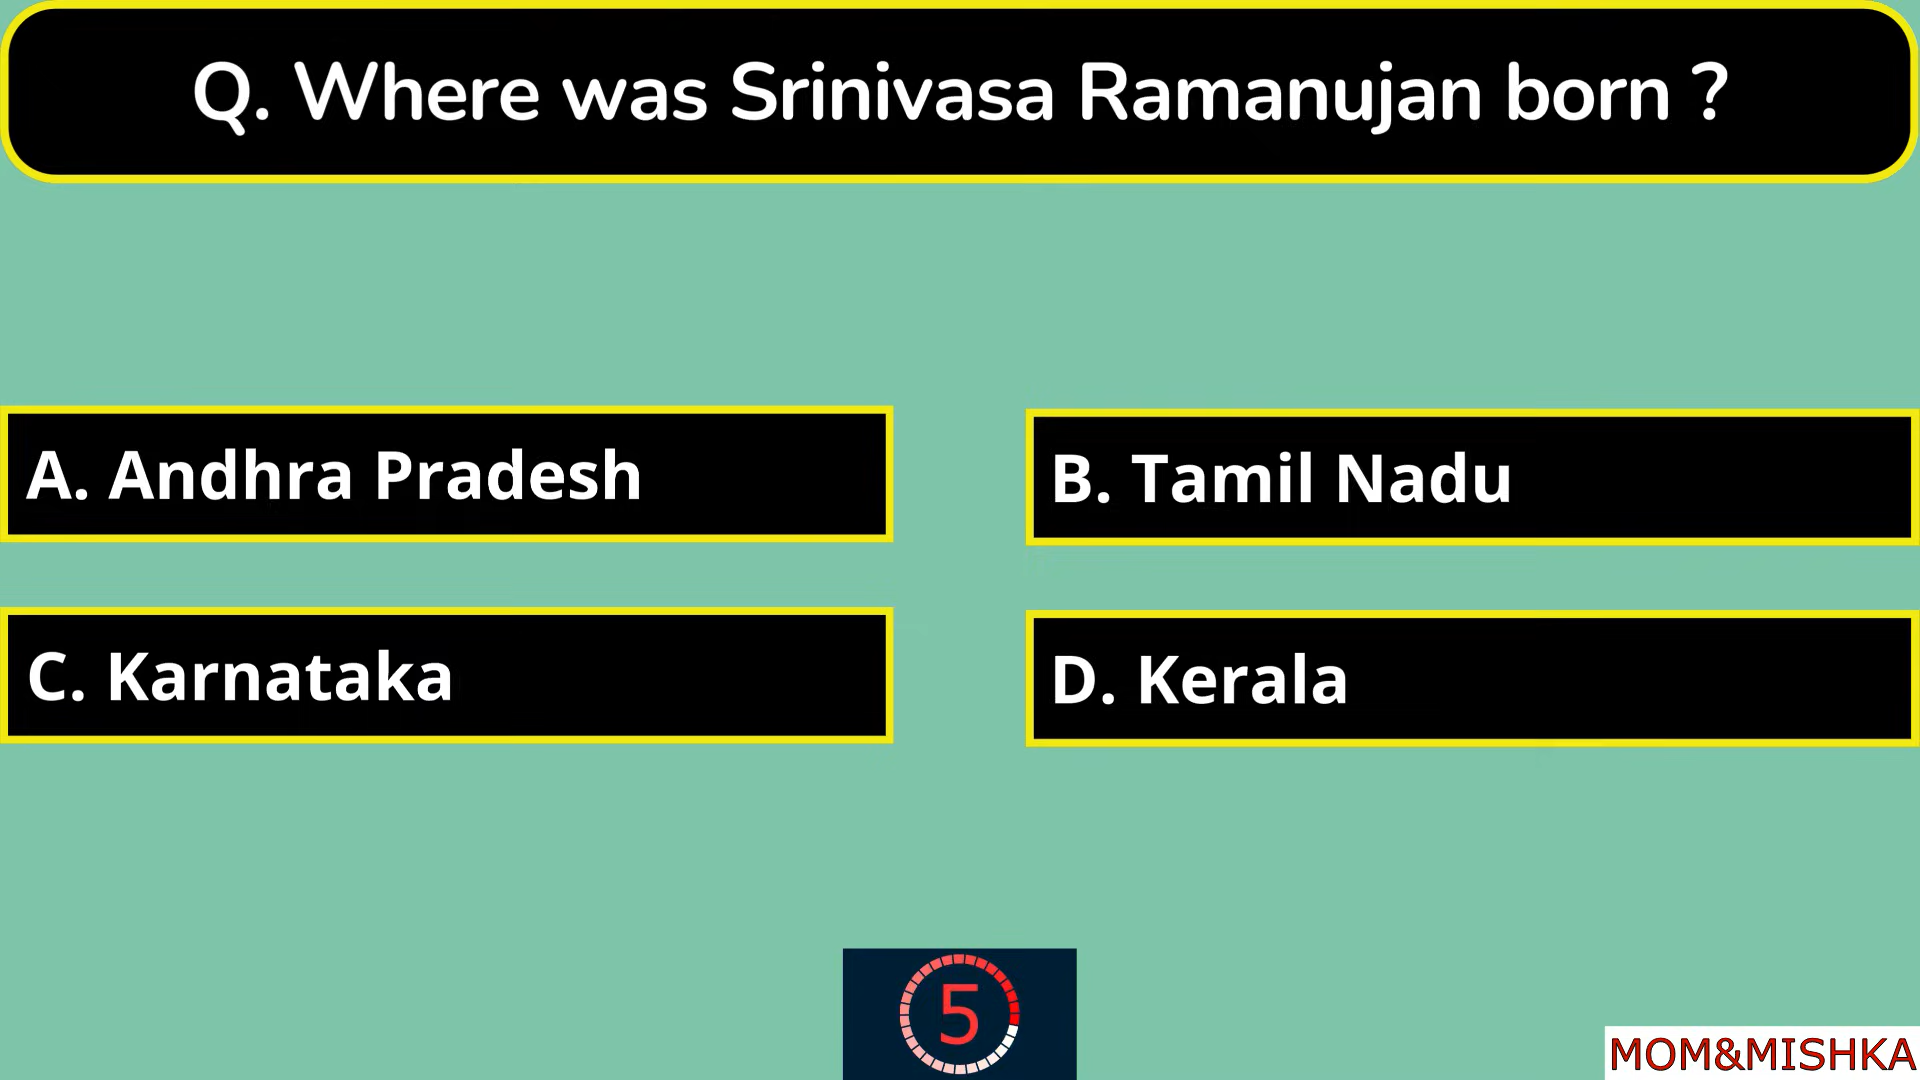 Q. Where was Srinivasa Ramanujan born ?
A. Andhra Pradesh
B. Tamil Nadu
C. Karnataka
D. Kerala
5
MOM&MISHKA